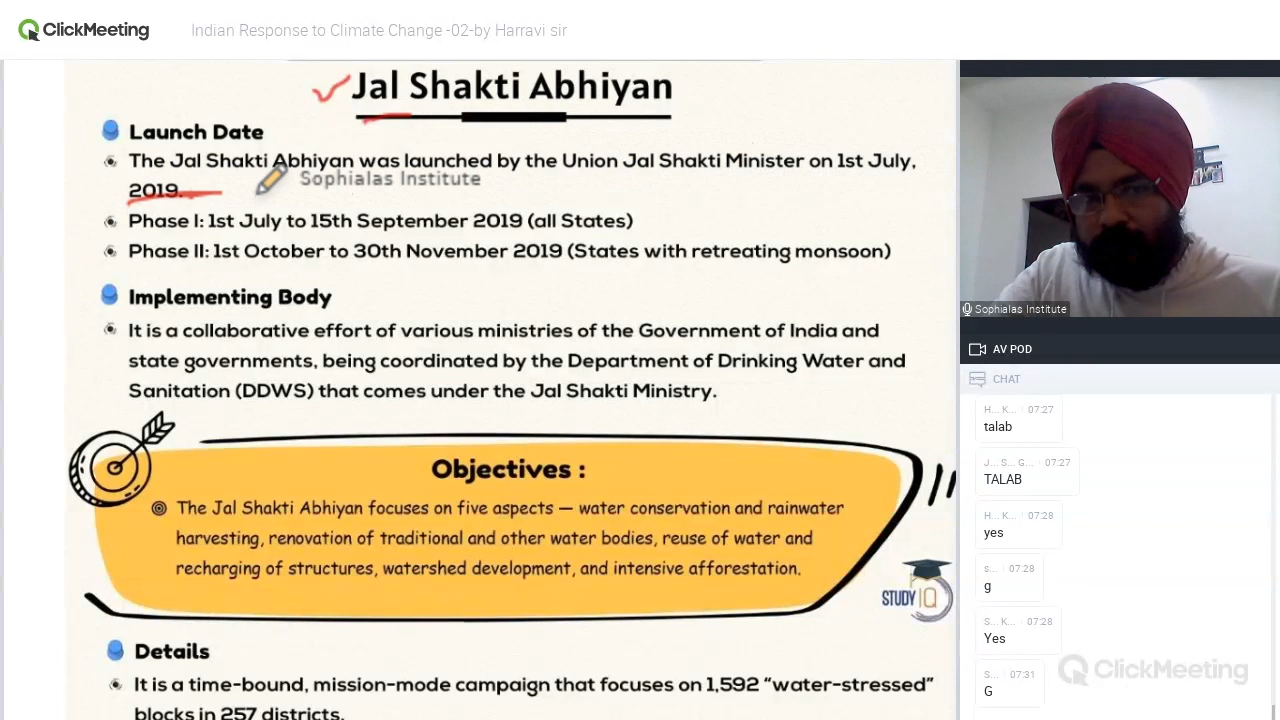 ClickMeeting
Indian Response to Climate Change -02-by Harravi sir
Jal Shakti Abhiyan
Launch Date
The Jal Shakti Abhiyan was launched by the Union Jal Shakti Minister on 1st July,
2019.
Sophialas Institute
Phase I: 1st July to 15th September 2019 (all States)
Phase II: 1st October to 30th November 2019 (States with retreating monsoon)
Implementing Body
It is a collaborative effort of various ministries of the Government of India and
state governments, being coordinated by the Department of Drinking Water and
Sanitation (DDWS) that comes under the Jal Shakti Ministry.
Objectives :
The Jal Shakti Abhiyan focuses on five aspects — water conservation and rainwater
harvesting, renovation of traditional and other water bodies, reuse of water and
recharging of structures, watershed development, and intensive afforestation.
STUDY IQ
Details
It is a time-bound, mission-mode campaign that focuses on 1,592 “water-stressed”
blocks in 257 districts.
Sophialas Institute
AV POD
CHAT
H... K... 07:27
talab
J... S... G... 07:27
TALAB
H... K... 07:28
yes
s... 07:28
g
S... K... 07:28
Yes
S... 07:31
G
ClickMeeting